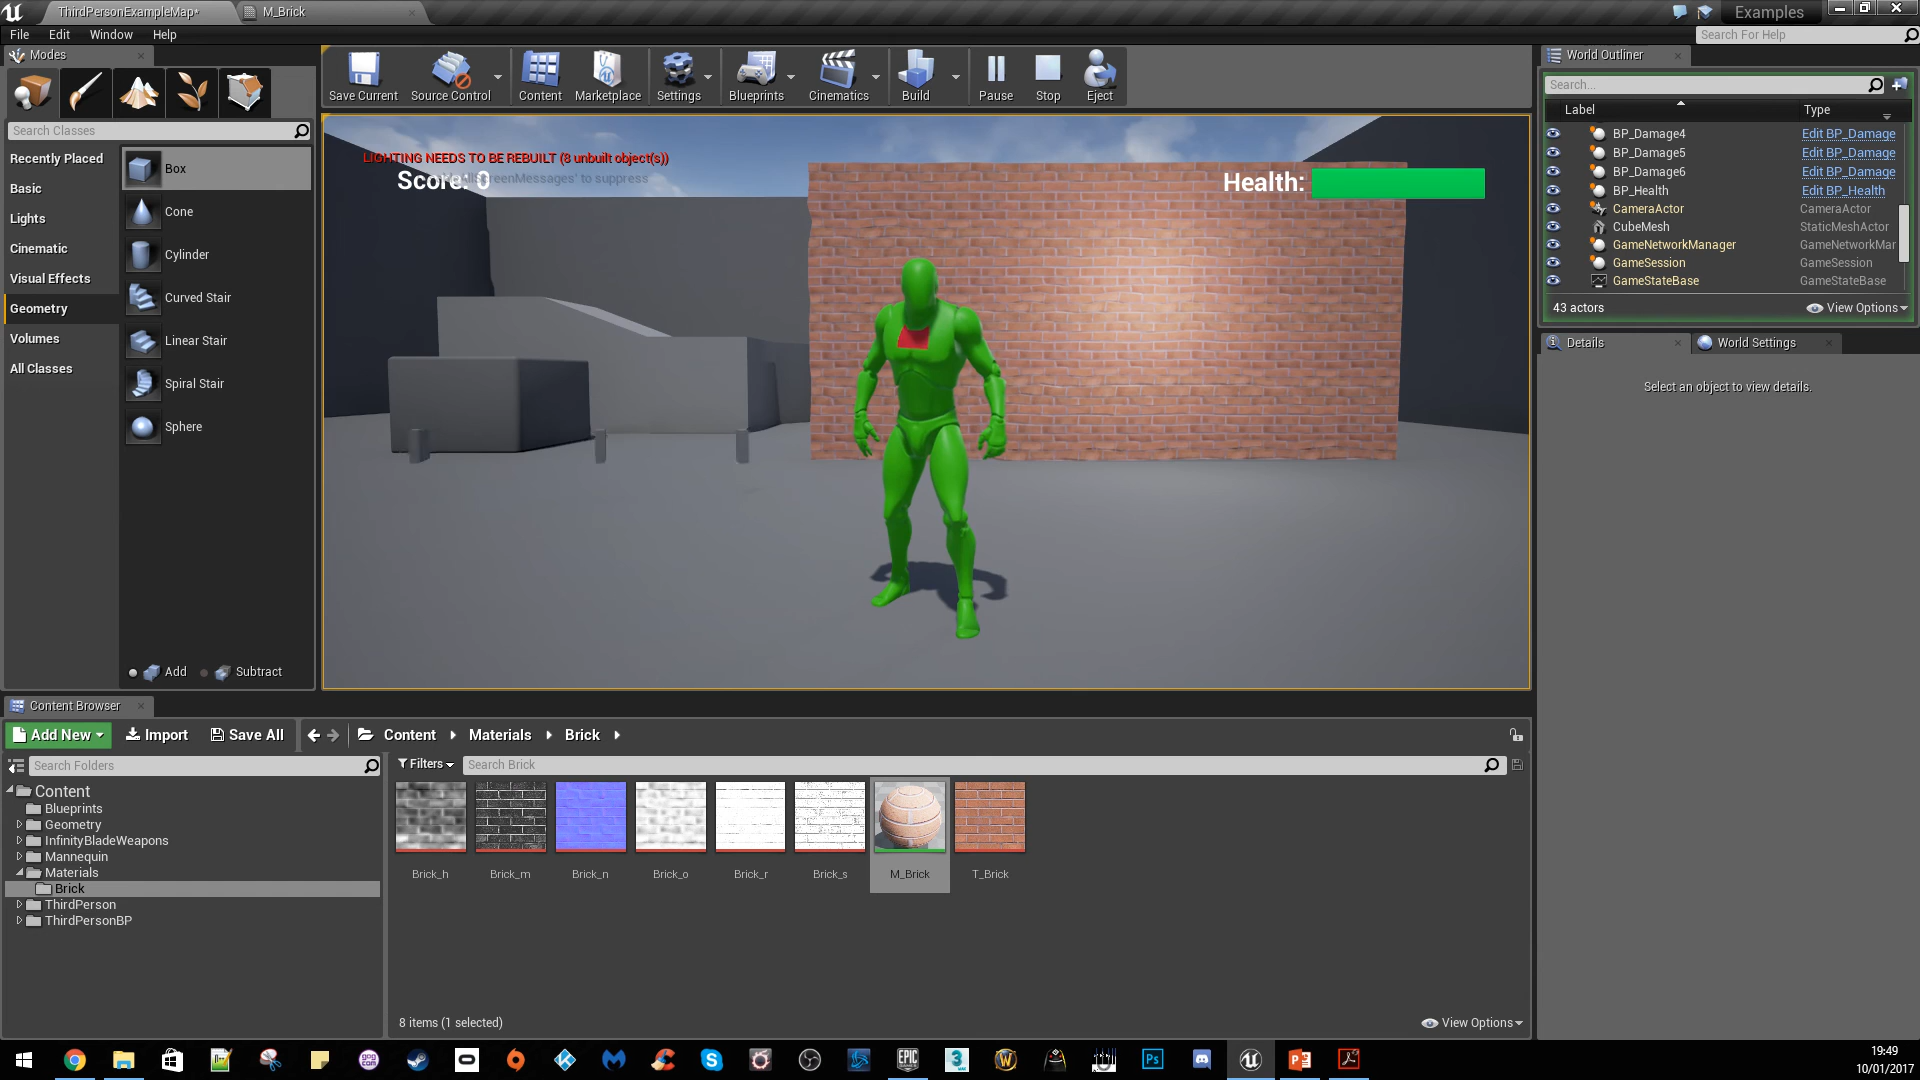 ThirdPersonExampleMap*
M_Brick
Examples
File Edit Window Help
Search For Help
Modes
Search Classes
Recently Placed
Basic
Lights
Cinematic
Visual Effects
Geometry
Volumes
All Classes
Box
Cone
Cylinder
Curved Stair
Linear Stair
Spiral Stair
Sphere
Add
Subtract
Save Current
Source Control
Content
Marketplace
Settings
Blueprints
Cinematics
Build
Pause
Stop
Eject
LIGHTING NEEDS TO BE REBUILT (8 unbuilt object(s))
ScreenMessages' to suppress
Score: 0
Health:
World Outliner
Search...
Label Type
BP_Damage4 Edit BP_Damage
BP_Damage5 Edit BP_Damage
BP_Damage6 Edit BP_Damage
BP_Health Edit BP_Health
CameraActor CameraActor
CubeMesh StaticMeshActor
GameNetworkManager GameNetworkMar
GameSession GameSession
GameStateBase GameStateBase
43 actors
View Options
Details
World Settings
Select an object to view details.
Content Browser
Add New
Import
Save All
Content
Materials
Brick
Search Folders
Filters
Search Brick
Content
Blueprints
Geometry
InfinityBladeWeapons
Mannequin
Materials
Brick
ThirdPerson
ThirdPersonBP
Brick_h
Brick_m
Brick_n
Brick_o
Brick_r
Brick_s
M_Brick
T_Brick
8 items (1 selected)
View Options
EPIC
Ps
19:49
10/01/2017